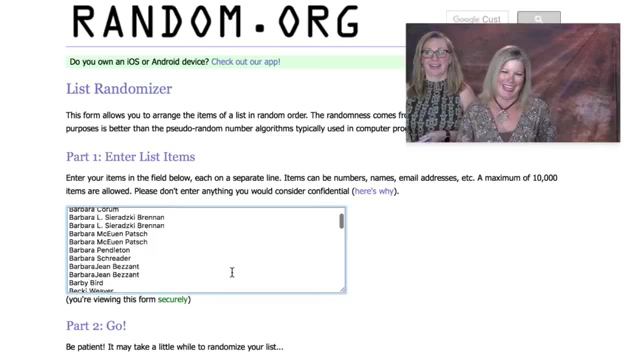 RANDOM.ORG
Google Cust
Do you own an iOS or Android device? Check out our app!
List Randomizer
This form allows you to arrange the items of a list in random order. The randomness comes
purposes is better than the pseudo-random number algorithms typically used in computer
Part 1: Enter List Items
Enter your items in the field below, each on a separate line. Items can be numbers, names, email addresses, etc. A maximum of 10,000
items are allowed. Please don't enter anything you would consider confidential (here's why).
Barbara Corum
Barbara L. Sieradzki Brennan
Barbara L. Sieradzki Brennan
Barbara McEuen Patsch
Barbara McEuen Patsch
Barbara Pendleton
Barbara Schreader
BarbaraJean Bezzant
BarbaraJean Bezzant
Barby Bird
Becki Weaver
(you're viewing this form securely)
Part 2: Go!
Be patient! It may take a little while to randomize your list...